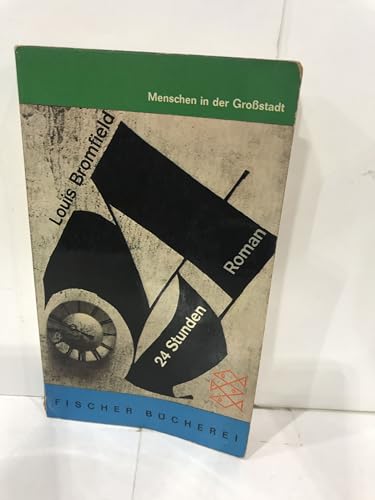 Menschen in der Großstadt
Louis Bromfield
24 Stunden
Roman
FISCHER BÜCHEREI